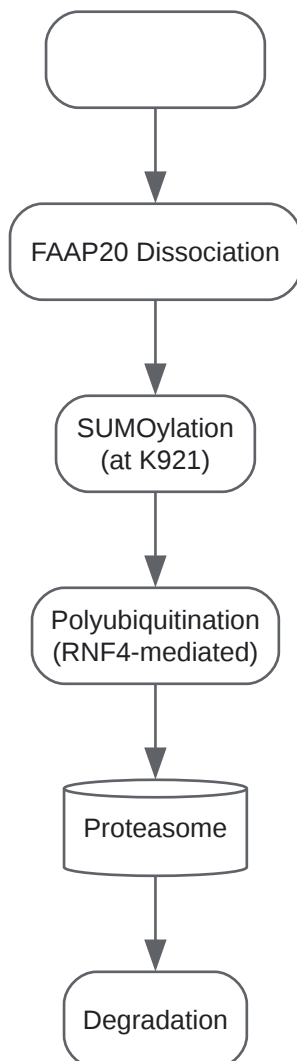 FAAP20 Dissociation
SUMOylation
(at K921)
Polyubiquitination
(RNF4-mediated)
Proteasome
Degradation